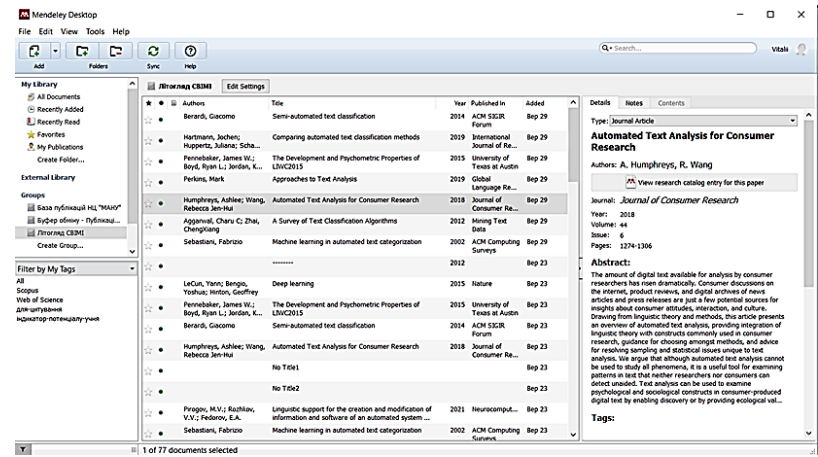 Mendeley Desktop
File Edit View Tools Help
Add Folders Sync Help
Search...
Vitalii
My Library
All Documents
Recently Added
Recently Read
Favorites
My Publications
Create Folder...
External Library
Groups
База публікацій НЦ "МАНУ"
Буфер обміну - Публікаці...
Літогляд СВІМІ
Create Group...
Filter by My Tags
All
Scopus
Web of Science
для-цитування
індикатор-потенціалу-учня
Літогляд СВІМІ Edit Settings
Authors Title Year Published In Added
Berardi, Giacomo Semi-automated text classification 2014 ACM SIGIR Forum Вер 29
Hartmann, Jochen; Huppertz, Juliana; Scha... Comparing automated text classification methods 2019 International Journal of Re... Вер 29
Pennebaker, James W.; Boyd, Ryan L.; Jordan, K... The Development and Psychometric Properties of LIWC2015 2015 University of Texas at Austin Вер 29
Perkins, Mark Approaches to Text Analysis 2019 Global Language Re... Вер 29
Humphreys, Ashlee; Wang, Rebecca Jen-Hui Automated Text Analysis for Consumer Research 2018 Journal of Consumer Re... Вер 29
Aggarwal, Charu C; Zhai, ChengXiang A Survey of Text Classification Algorithms 2012 Mining Text Data Вер 29
Sebastiani, Fabrizio Machine learning in automated text categorization 2002 ACM Computing Surveys Вер 29
-------- 2012 Вер 23
LeCun, Yann; Bengio, Yoshua; Hinton, Geoffrey Deep learning 2015 Nature Вер 23
Pennebaker, James W.; Boyd, Ryan L.; Jordan, K... The Development and Psychometric Properties of LIWC2015 2015 University of Texas at Austin Вер 23
Berardi, Giacomo Semi-automated text classification 2014 ACM SIGIR Forum Вер 23
Humphreys, Ashlee; Wang, Rebecca Jen-Hui Automated Text Analysis for Consumer Research 2018 Journal of Consumer Re... Вер 23
No Title1 Вер 23
No Title2 Вер 23
Pirogov, M.V.; Rozhkov, V.V.; Fedorov, E.A. Linguistic support for the creation and modification of information and software of an automated system ... 2021 Neurocomput... Вер 23
Sebastiani, Fabrizio Machine learning in automated text categorization 2002 ACM Computing Surveys Вер 23
Details Notes Contents
Type: Journal Article
Automated Text Analysis for Consumer
Research
Authors: A. Humphreys, R. Wang
View research catalog entry for this paper
Journal: Journal of Consumer Research
Year: 2018
Volume: 44
Issue: 6
Pages: 1274-1306
Abstract:
The amount of digital text available for analysis by consumer
researchers has risen dramatically. Consumer discussions on
the internet, product reviews, and digital archives of news
articles and press releases are just a few potential sources for
insights about consumer attitudes, interaction, and culture.
Drawing from linguistic theory and methods, this article presents
an overview of automated text analysis, providing integration of
linguistic theory with constructs commonly used in consumer
research, guidance for choosing amongst methods, and advice
for resolving sampling and statistical issues unique to text
analysis. We argue that although automated text analysis cannot
be used to study all phenomena, it is a useful tool for examining
patterns in text that neither researchers nor consumers can
detect unaided. Text analysis can be used to examine
psychological and sociological constructs in consumer-produced
digital text by enabling discovery or by providing ecological val...
Tags:
1 of 77 documents selected